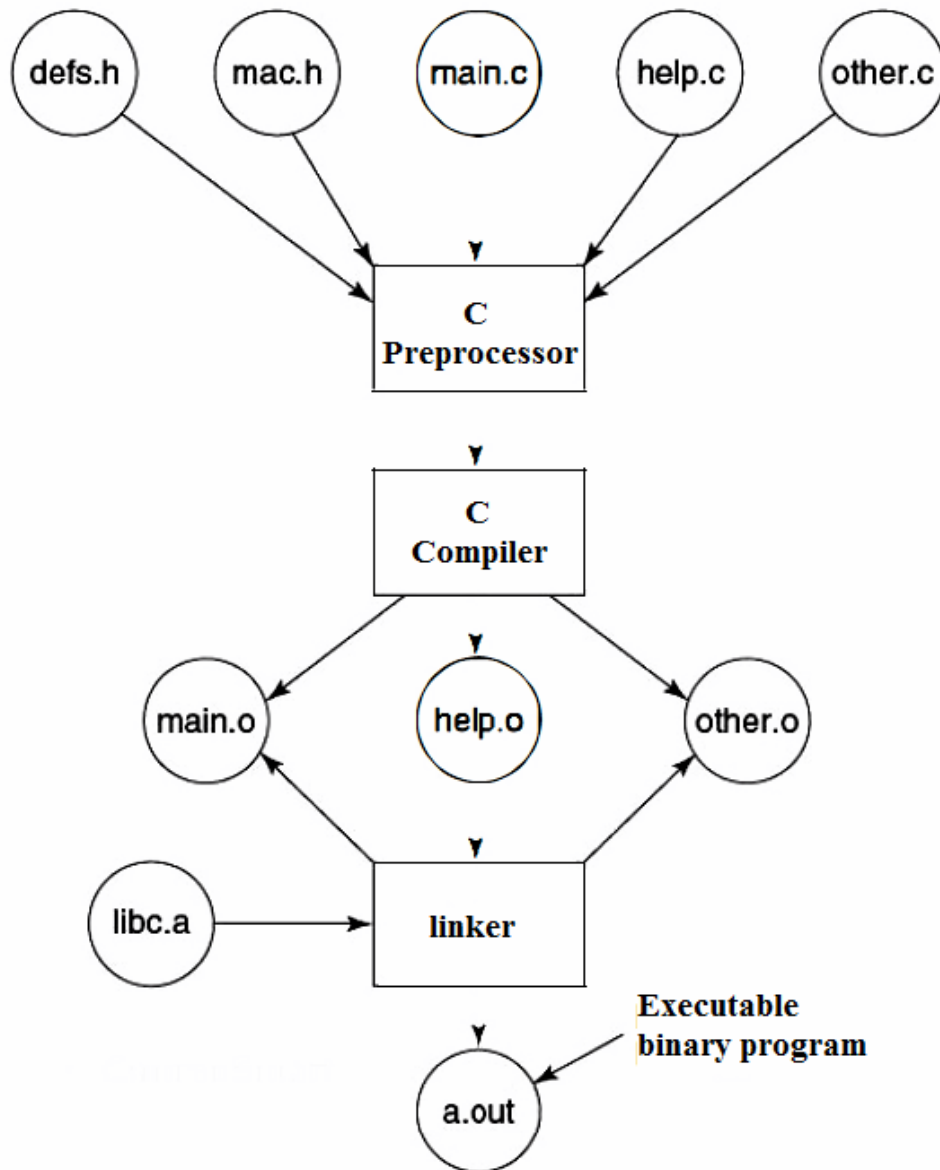 defs.h
mac.h
main.c
help.c
other.c
C
Preprocessor
C
Compiler
main.o
help.o
other.o
libc.a
linker
Executable
binary program
a.out